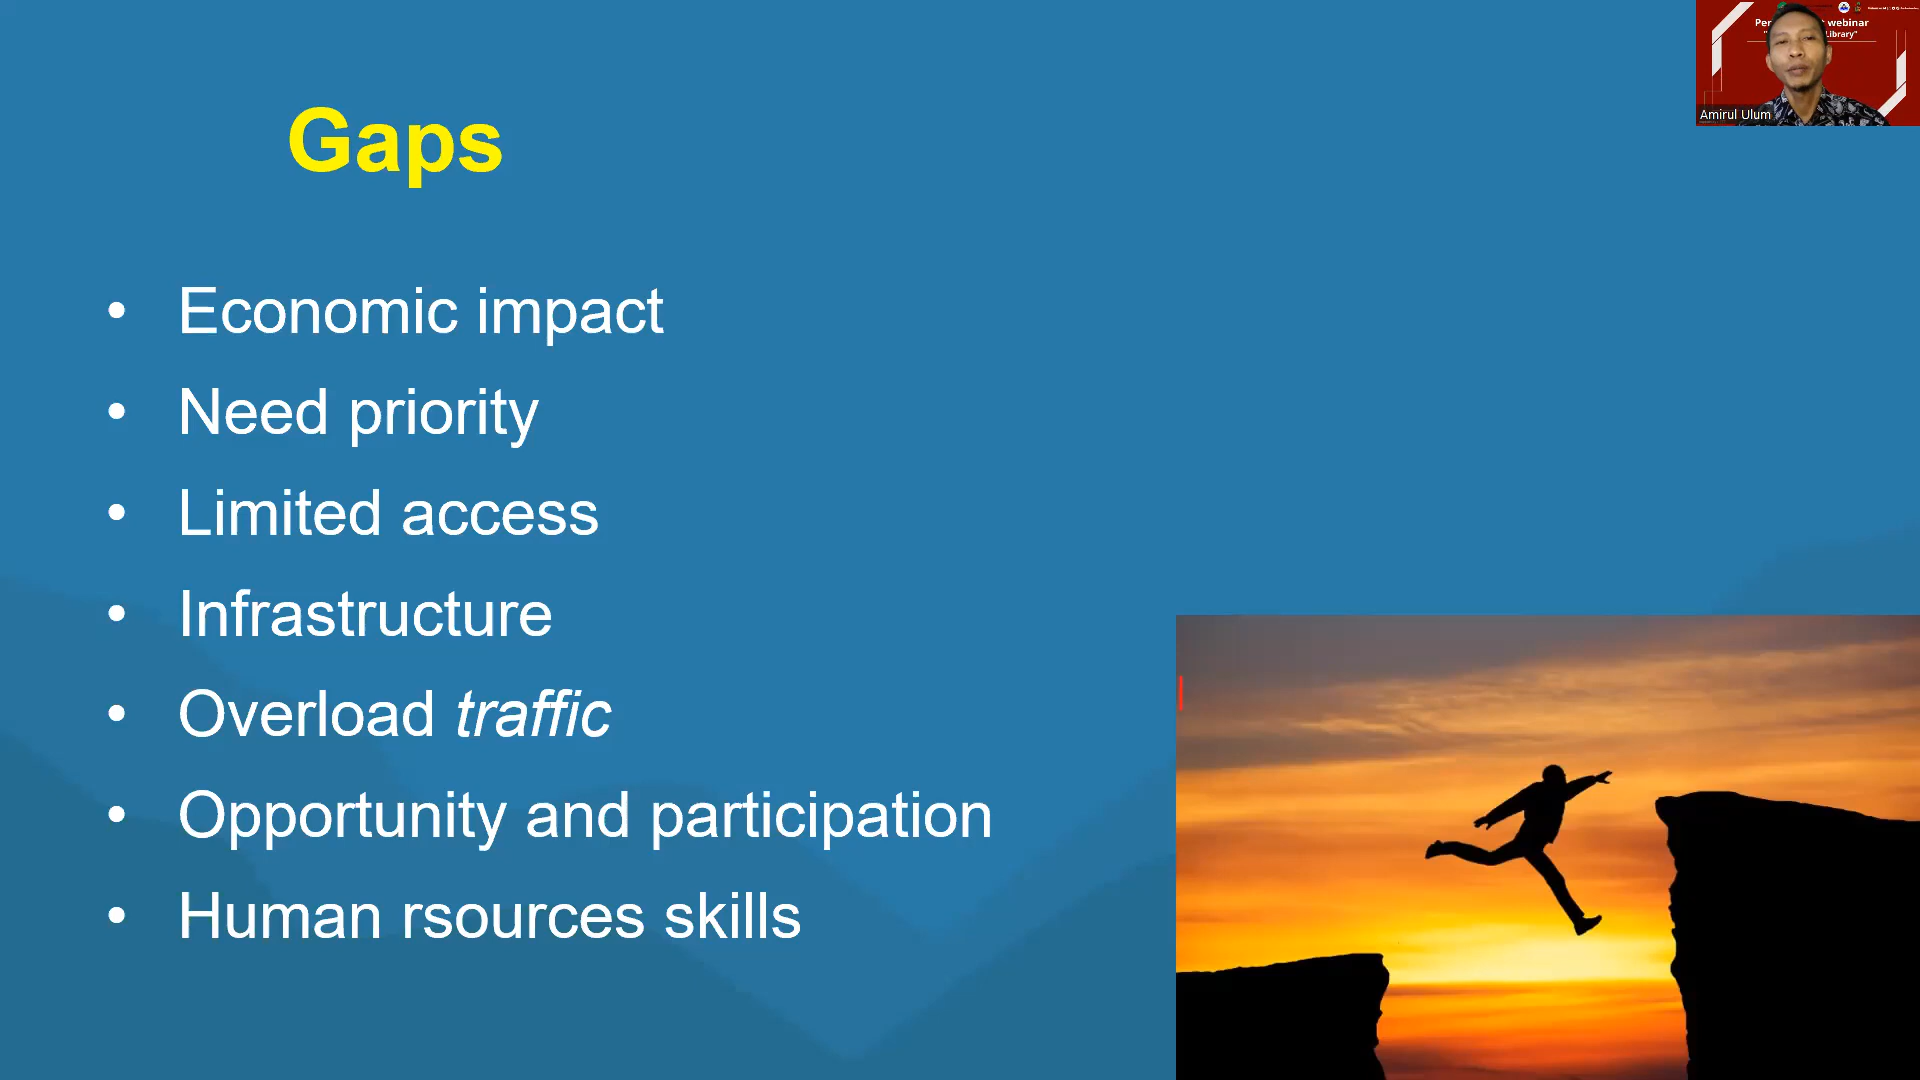 Gaps
• Economic impact
• Need priority
• Limited access
• Infrastructure
• Overload traffic
• Opportunity and participation
• Human rsources skills
webinar
Library"
Amirul Ulum